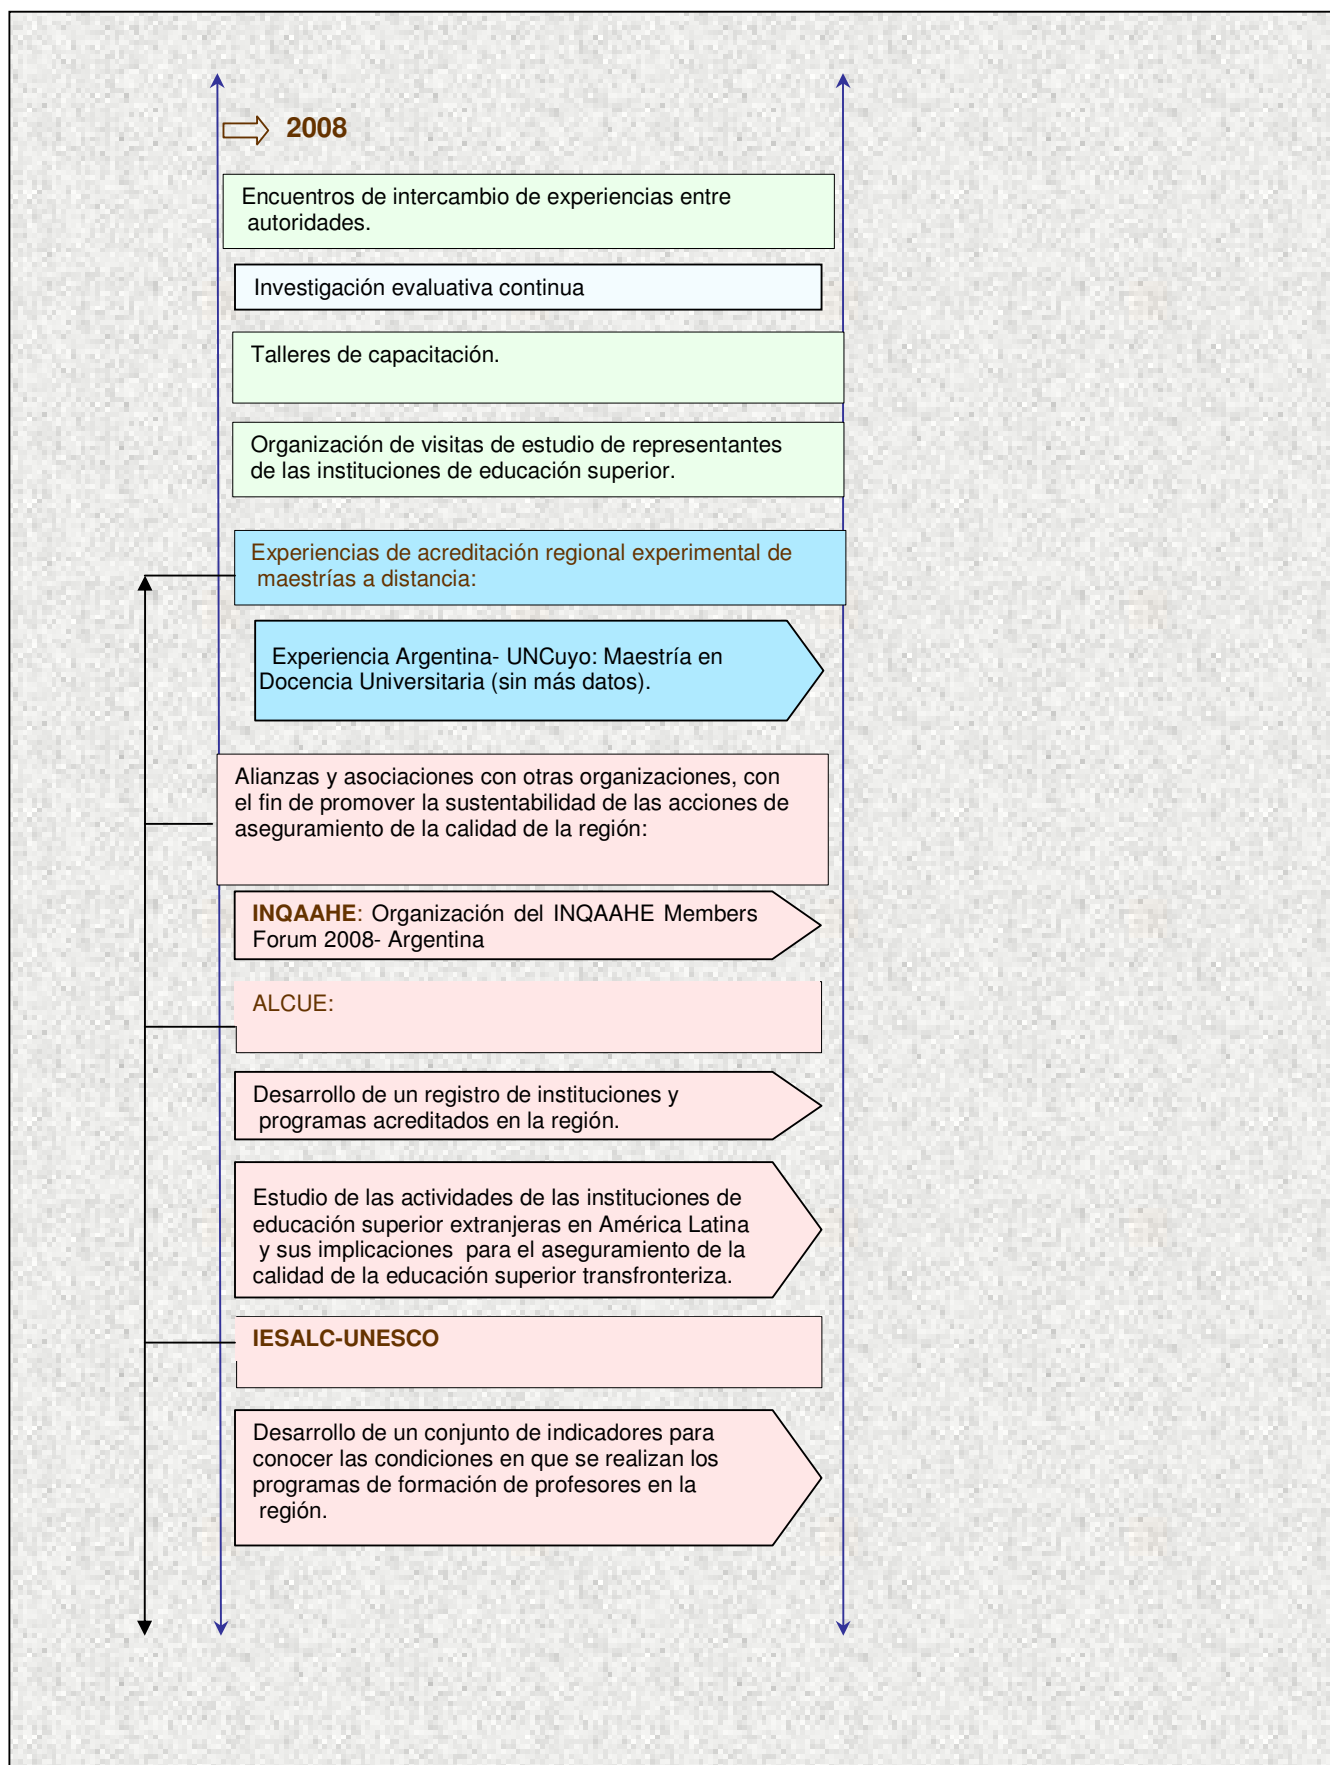 2008
Encuentros de intercambio de experiencias entre
autoridades.
Investigación evaluativa continua
Talleres de capacitación.
Organización de visitas de estudio de representantes
de las instituciones de educación superior.
Experiencias de acreditación regional experimental de
maestrías a distancia:
Experiencia Argentina- UNCuyo: Maestría en
Docencia Universitaria (sin más datos).
Alianzas y asociaciones con otras organizaciones, con
el fin de promover la sustentabilidad de las acciones de
aseguramiento de la calidad de la región:
INQAAHE: Organización del INQAAHE Members
Forum 2008- Argentina
ALCUE:
Desarrollo de un registro de instituciones y
programas acreditados en la región.
Estudio de las actividades de las instituciones de
educación superior extranjeras en América Latina
y sus implicaciones para el aseguramiento de la
calidad de la educación superior transfronteriza.
IESALC-UNESCO
Desarrollo de un conjunto de indicadores para
conocer las condiciones en que se realizan los
programas de formación de profesores en la
región.